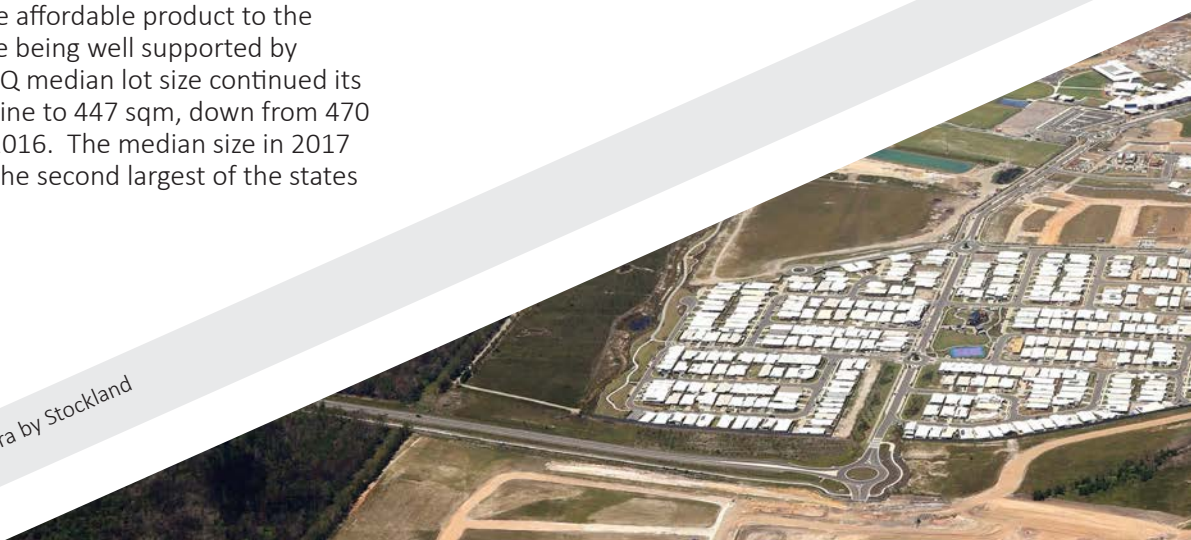 e affordable product to the
e being well supported by
Q median lot size continued its
ine to 447 sqm, down from 470
016. The median size in 2017
he second largest of the states
ra by Stockland